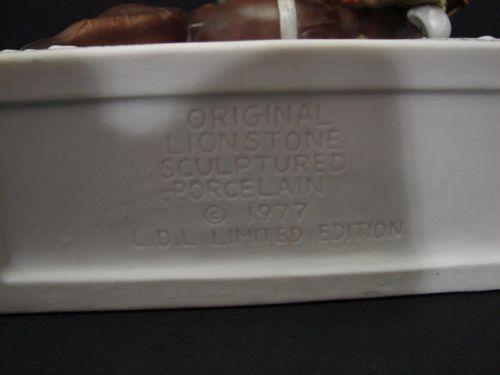 ORIGINAL
LIONSTONE
SCULPTURED
PORCELAIN
© 1977
L.D.L LIMITED EDITION